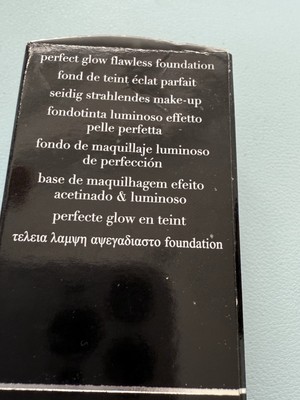 perfect glow flawless foundation
fond de teint éclat parfait
seidig strahlendes make-up
fondotinta luminoso effetto
pelle perfetta
fondo de maquillaje luminoso
de perfección
base de maquilhagem efeito
acetinado & luminoso
perfecte glow en teint
τελεια λαμψη αψεγαδιαστο foundation